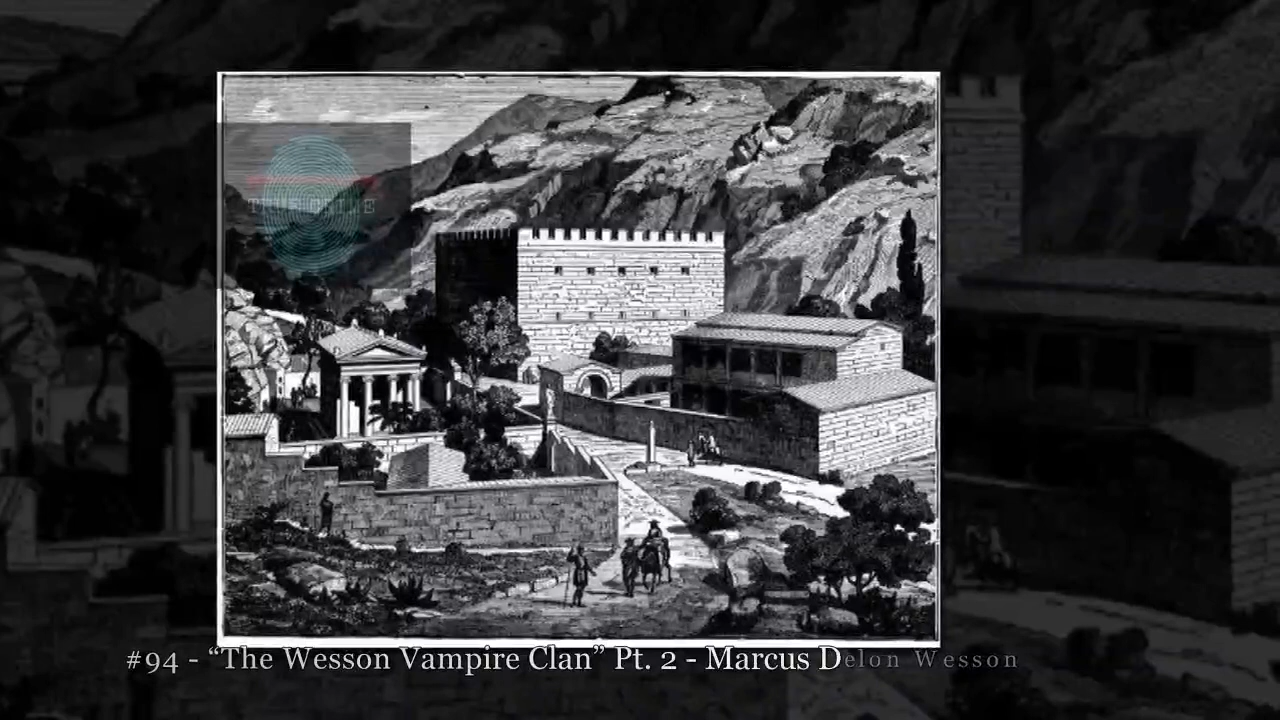 #94 - “The Wesson Vampire Clan” Pt. 2 - Marcus Delon Wesson